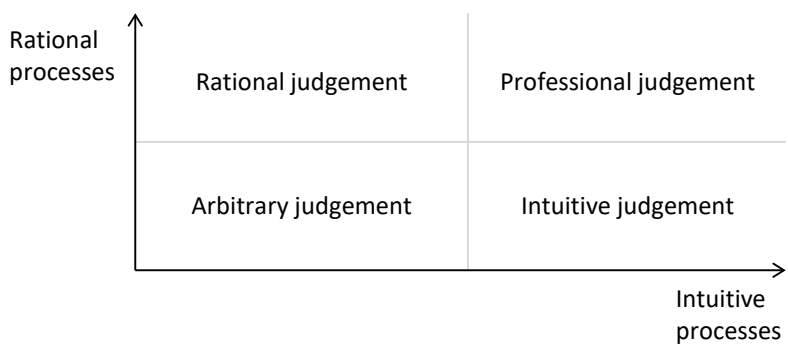 Rational
processes
Rational judgement
Professional judgement
Arbitrary judgement
Intuitive judgement
Intuitive
processes